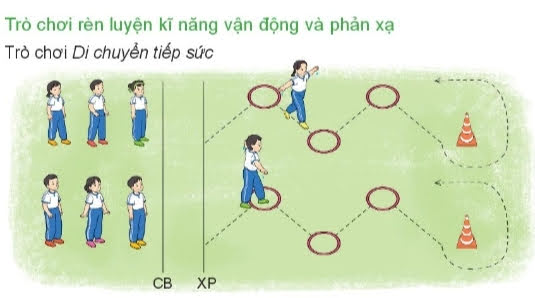 Trò chơi rèn luyện kĩ năng vận động và phản xạ
Trò chơi Di chuyển tiếp sức
CB XP